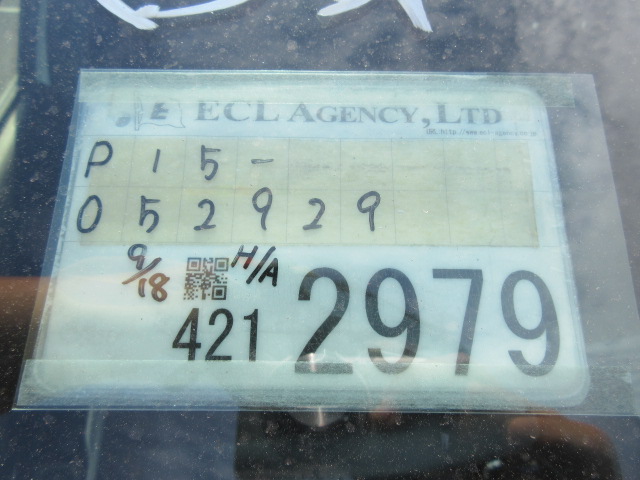 E ECL AGENCY, LTD
P15-
052929
9/18 H/A
421 2979